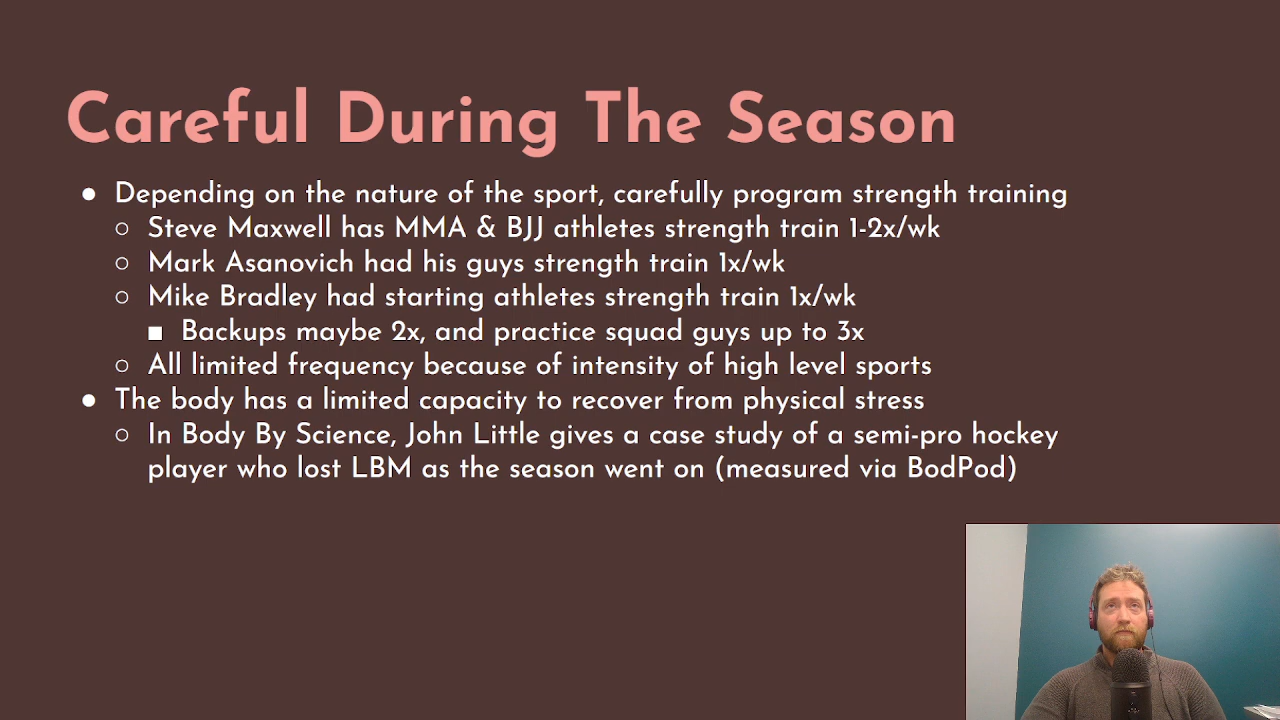 Careful During The Season
● Depending on the nature of the sport, carefully program strength training
○ Steve Maxwell has MMA & BJJ athletes strength train 1-2x/wk
○ Mark Asanovich had his guys strength train 1x/wk
○ Mike Bradley had starting athletes strength train 1x/wk
■ Backups maybe 2x, and practice squad guys up to 3x
○ All limited frequency because of intensity of high level sports
● The body has a limited capacity to recover from physical stress
○ In Body By Science, John Little gives a case study of a semi-pro hockey
player who lost LBM as the season went on (measured via BodPod)